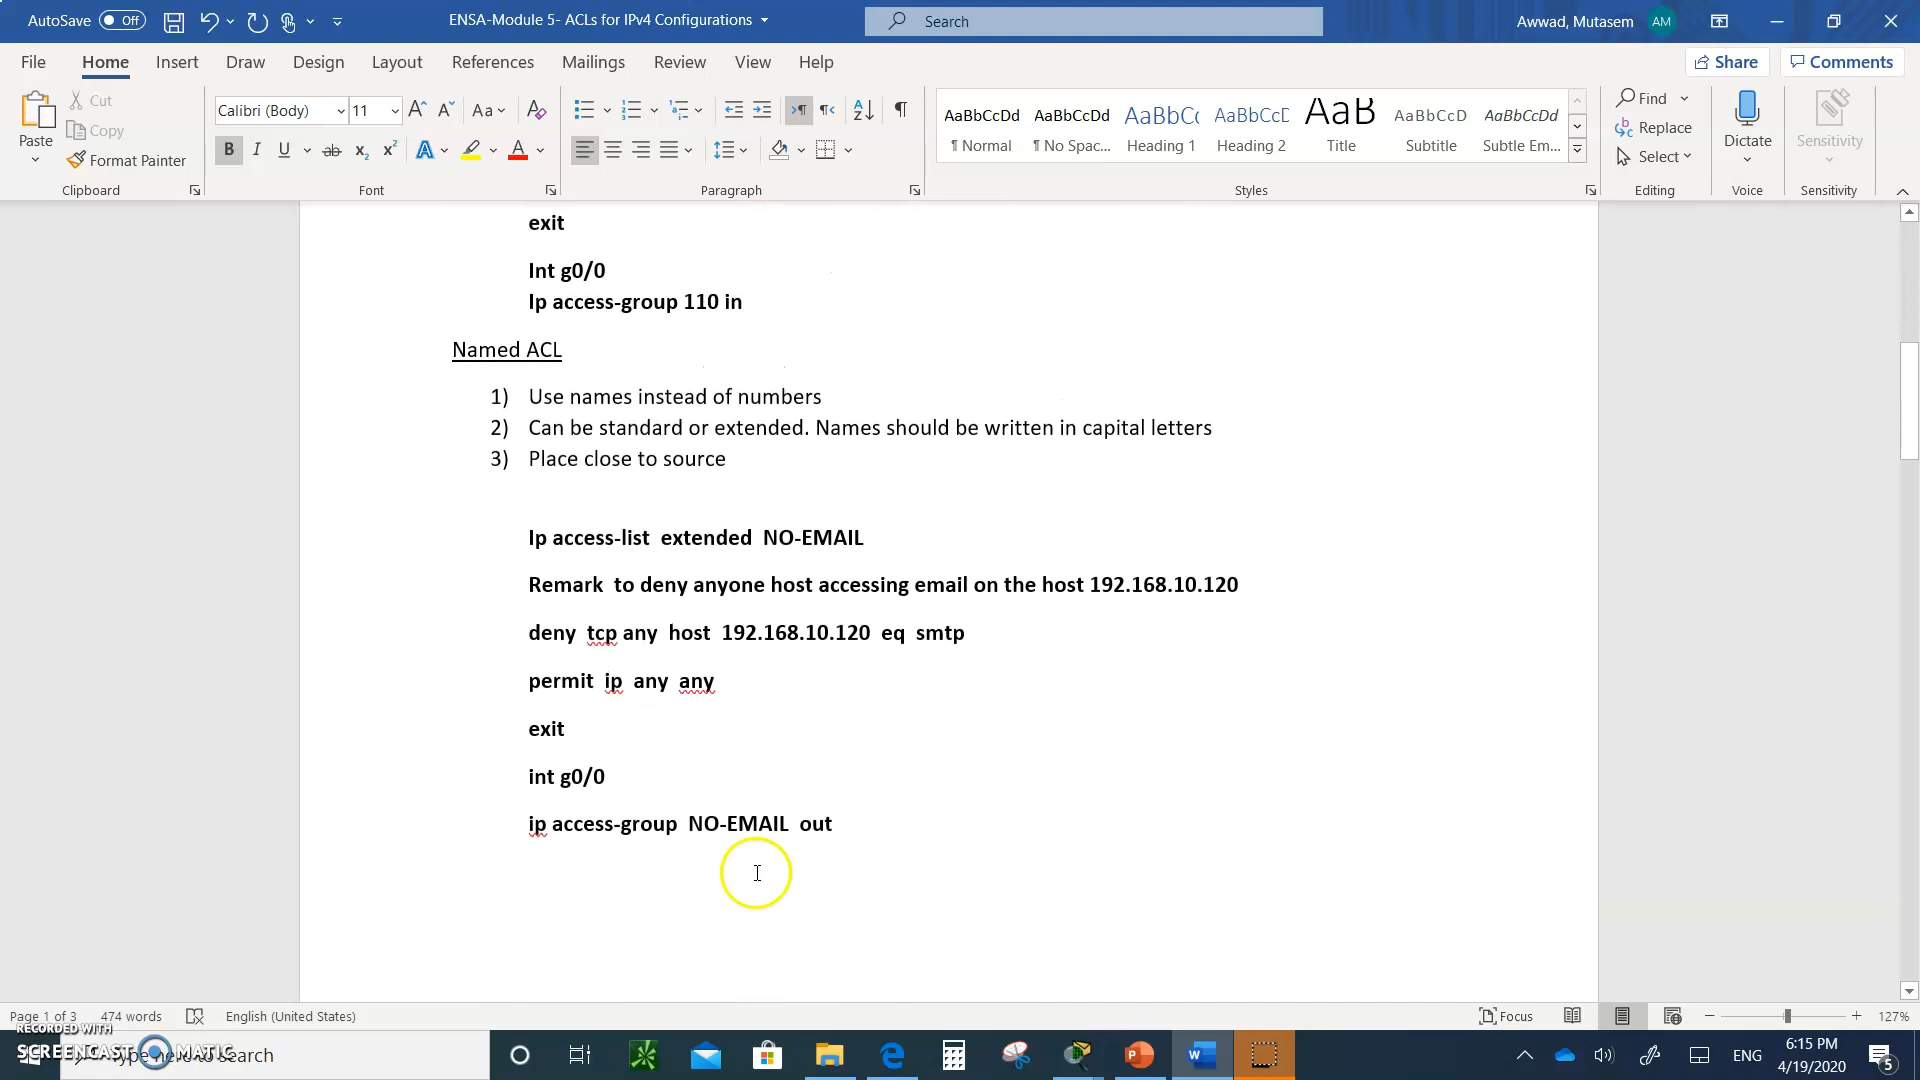 AutoSave Off
ENSA-Module 5- ACLs for IPv4 Configurations
Search
Awwad, Mutasem AM
File Home Insert Draw Design Layout References Mailings Review View Help
Share Comments
Paste
Cut
Copy
Format Painter
Clipboard
Calibri (Body) 11
Font
Paragraph
AaBbCcDd AaBbCcDd AaBbCc AaBbCcE AaB AaBbCcD AaBbCcDd
¶ Normal ¶ No Spac... Heading 1 Heading 2 Title Subtitle Subtle Em...
Styles
Find
Replace
Select
Editing
Dictate
Voice
Sensitivity
Sensitivity
exit
Int g0/0
Ip access-group 110 in
Named ACL
1) Use names instead of numbers
2) Can be standard or extended. Names should be written in capital letters
3) Place close to source
Ip access-list extended NO-EMAIL
Remark to deny anyone host accessing email on the host 192.168.10.120
deny tcp any host 192.168.10.120 eq smtp
permit ip any any
exit
int g0/0
ip access-group NO-EMAIL out
Page 1 of 3 474 words English (United States)
Focus
127%
RECORDED WITH
SCREENCAST MATIC
Type here to search
ENG
6:15 PM
4/19/2020
5